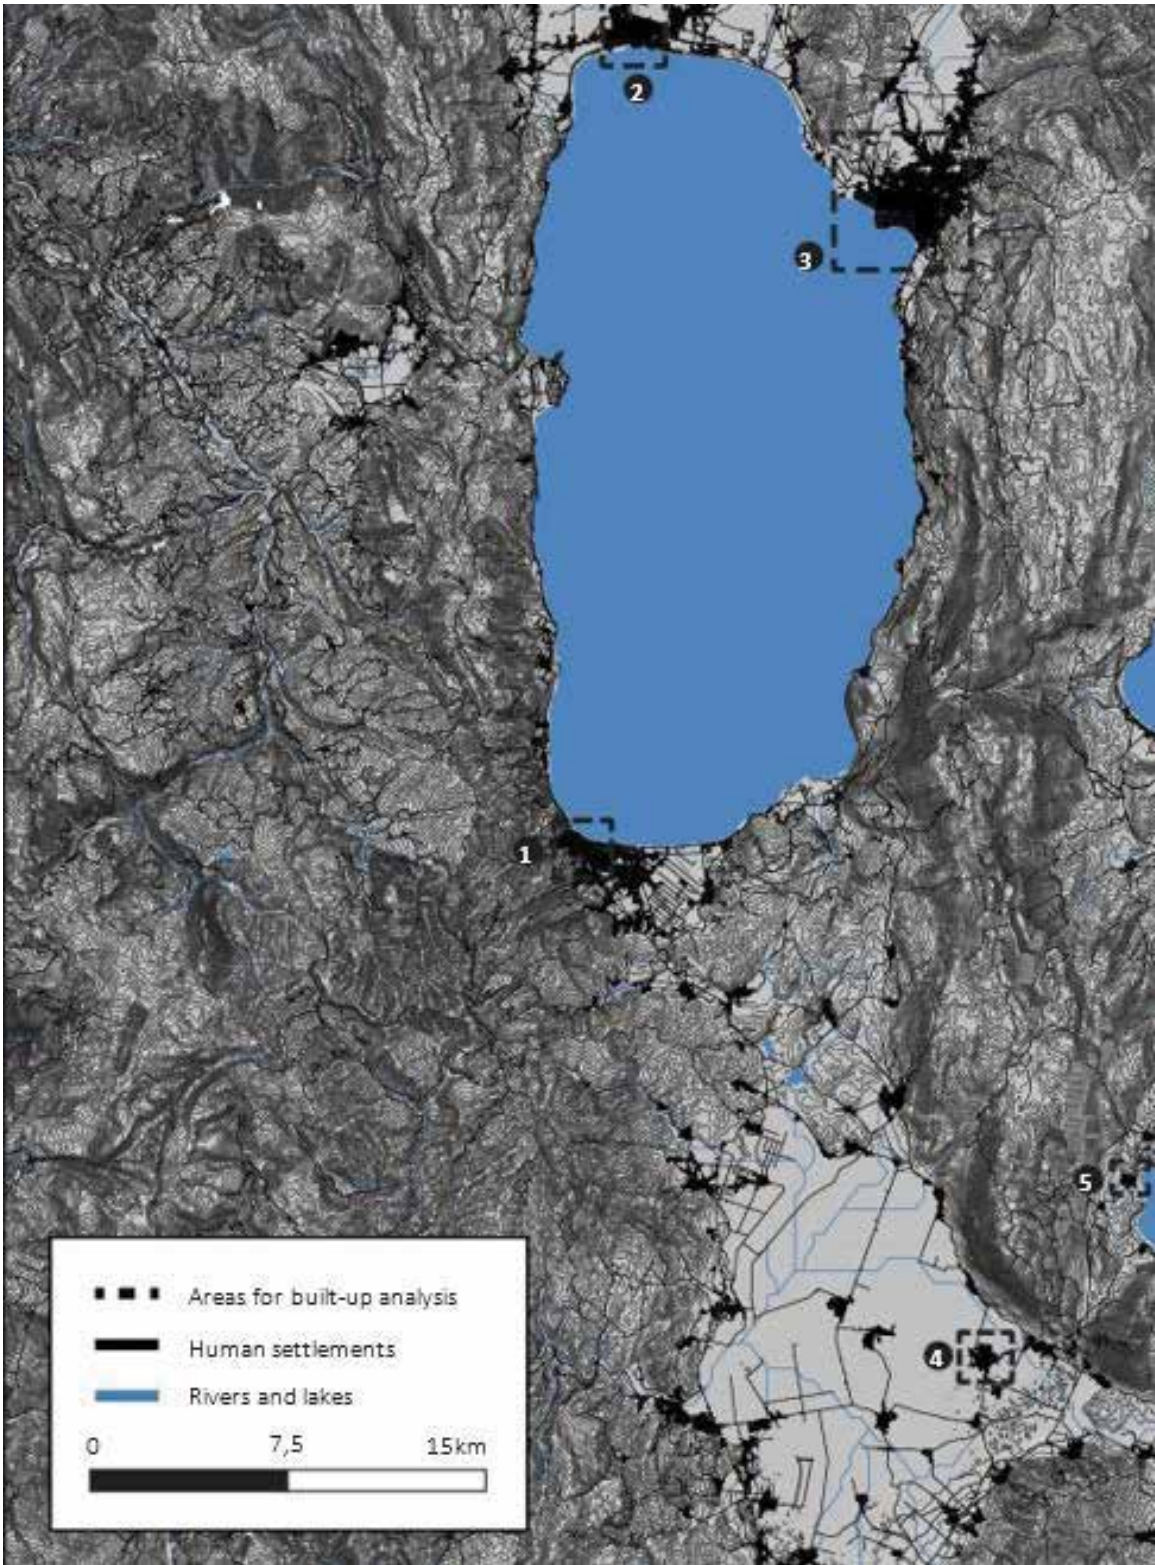 2
3
1
5
4
Areas for built-up analysis
Human settlements
Rivers and lakes
0 7,5 15km